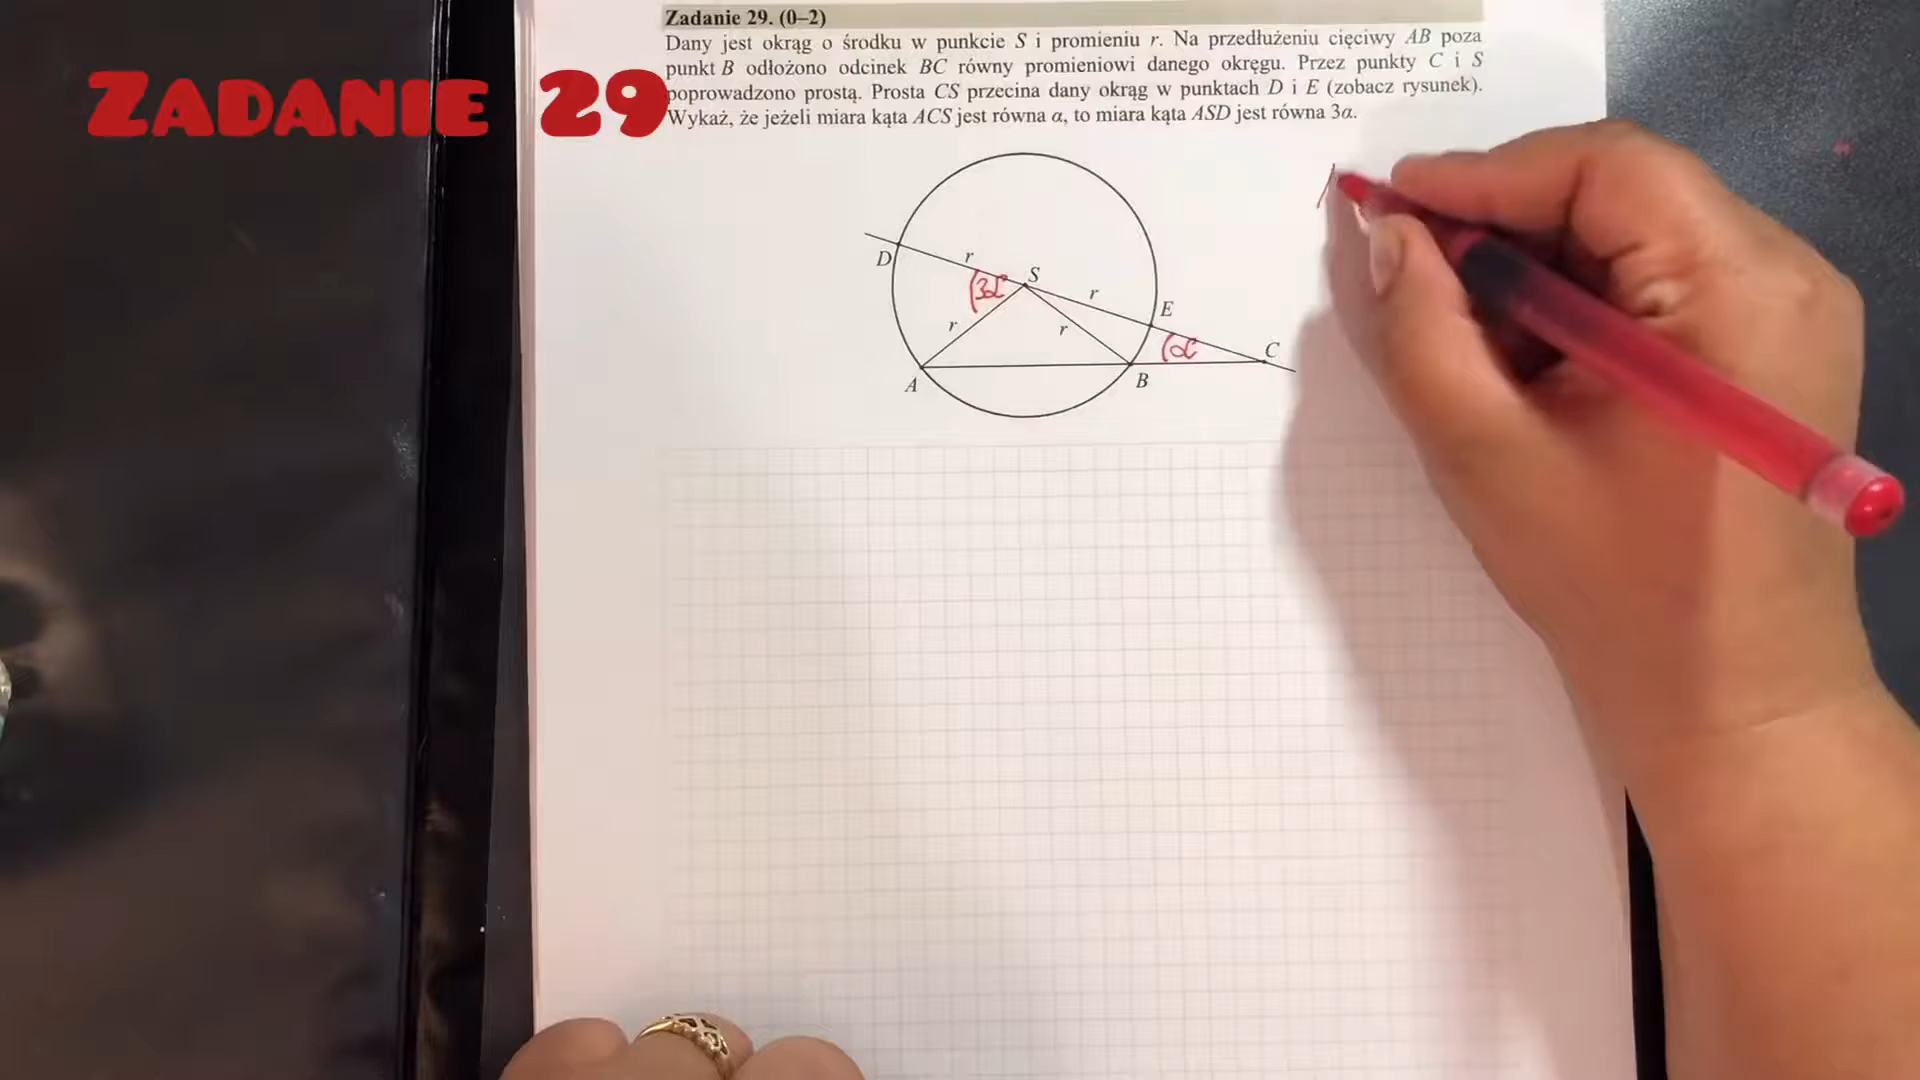 Zadanie 29. (0–2)
Dany jest okrąg o środku w punkcie S i promieniu r. Na przedłużeniu cięciwy AB poza
punkt B odłożono odcinek BC równy promieniowi danego okręgu. Przez punkty C i S
poprowadzono prostą. Prosta CS przecina dany okrąg w punktach D i E (zobacz rysunek).
Wykaż, że jeżeli miara kąta ACS jest równa α, to miara kąta ASD jest równa 3α.
ZADANIE 29
D
r
S
3α
r
E
r
r
α
C
A
B